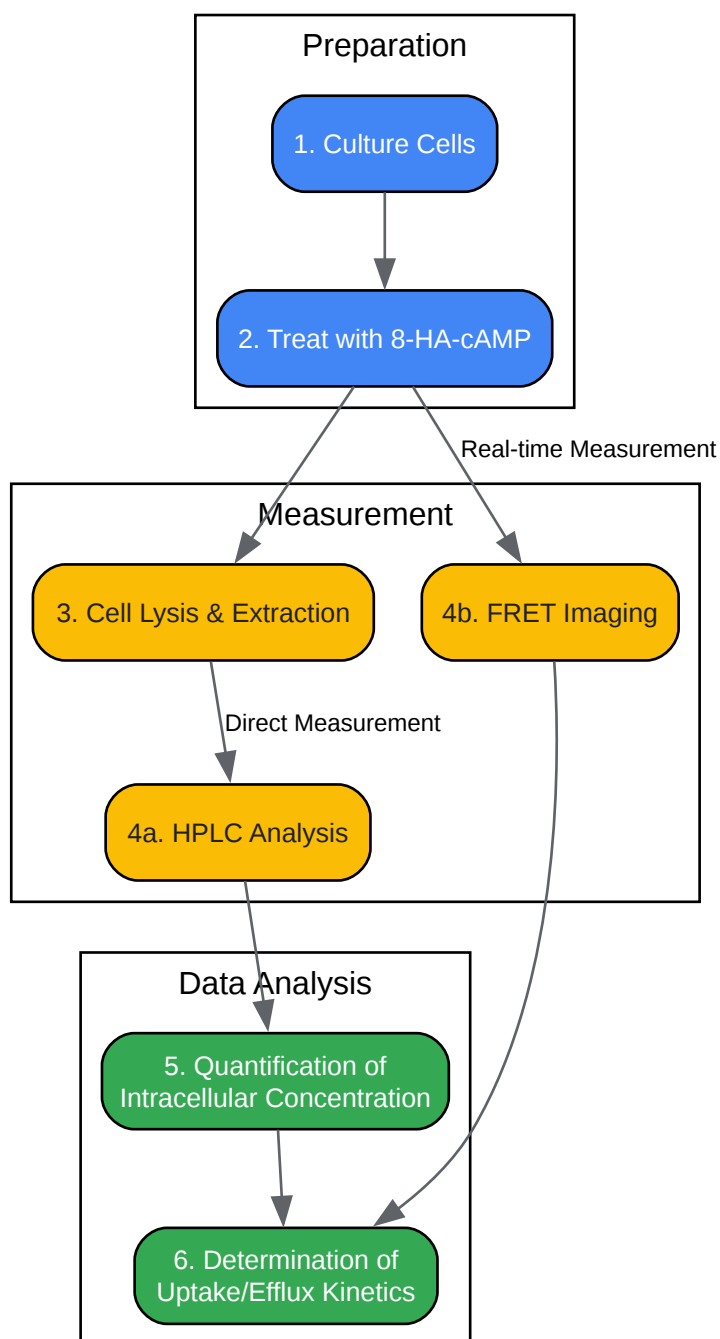 Preparation
1. Culture Cells
2. Treat with 8-HA-cAMP
Real-time Measurement
Measurement
3. Cell Lysis & Extraction
4b. FRET Imaging
Direct Measurement
4a. HPLC Analysis
Data Analysis
5. Quantification of
Intracellular Concentration
6. Determination of
Uptake/Efflux Kinetics